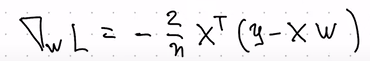 ∇_w L = - 2/n X^T (y - X w)